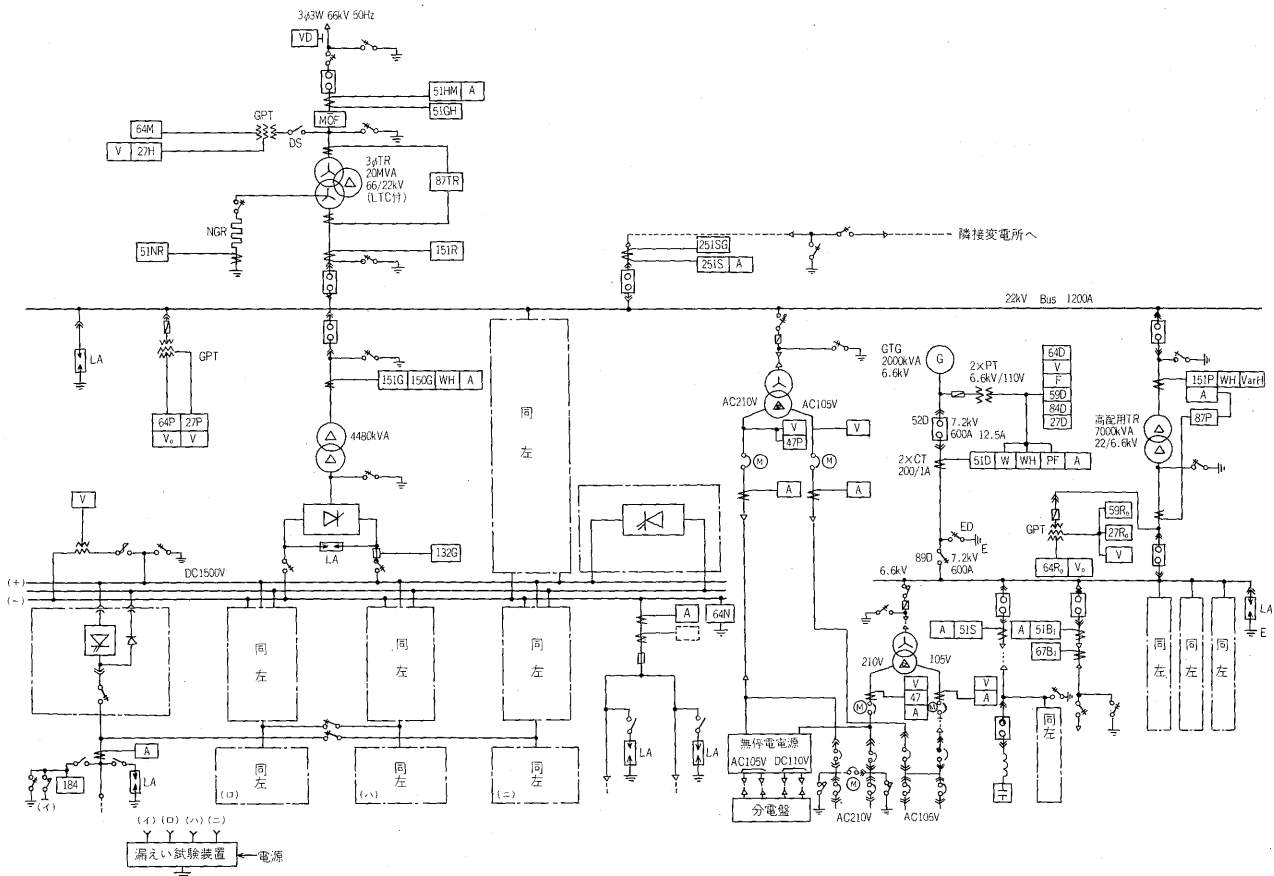 3φ3W 66kV 50Hz
VD
51HM A
51GH
MOF
GPT
64M
V 27H
DS
3φTR
20MVA
66/22kV
(LTC付)
87TR
NGR
51NR
151R
251SG
251S A
隣接変電所へ
22kV Bus 1200A
LA
GPT
64P 27P
V₀ V
151G 150G WH A
4480kVA
LA
132G
同
左
AC210V
AC105V
V
47P
V
M
M
A
A
GTG
2000kVA
6.6kV
G
2×PT
6.6kV/110V
64D
V
F
59D
84D
27D
52D
7.2kV
600A 12.5A
2×CT
200/1A
51D W WH PF A
ED
E
89D
7.2kV
600A
高配用TR
7000kVA
22/6.6kV
151P WH VarH
A
87P
GPT
59R₀
27R₀
V
64R₀ V₀
V
DC1500V
(+)
(−)
同
左
同
左
同
左
A
64N
LA
LA
6.6kV
210V
105V
V
47
A
M
V
A
M
A 51S
A 51B₁
67B₁
同
左
同
左
同
左
同
左
LA
E
A
184
LA
(イ)
同
左
(ロ)
同
左
(ハ)
同
左
(ニ)
無停電電源
AC105V DC110V
分電盤
M
AC210V
AC105V
(イ) (ロ) (ハ) (ニ)
漏えい試験装置
電源